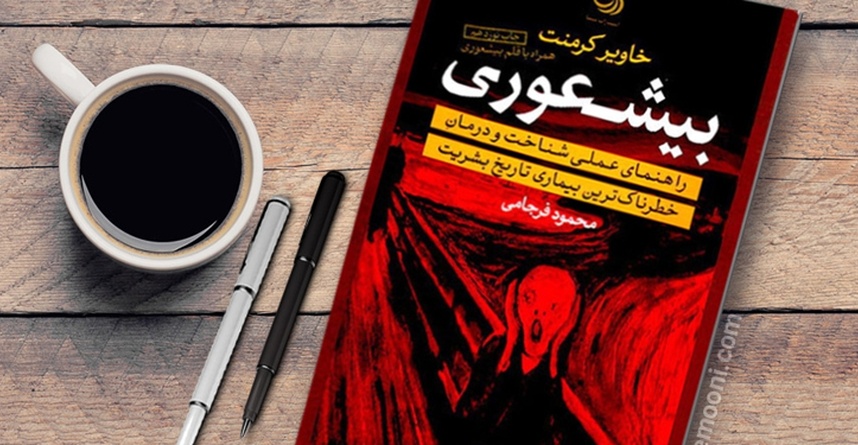 خاویر کرمنت
چاپ نوزدهم
همراه با قلم بیشعوری
بیشعوری
راهنمای عملی شناخت و درمان
خطرناک‌ترین بیماری تاریخ بشریت
محمود فرجامی
mooni.com